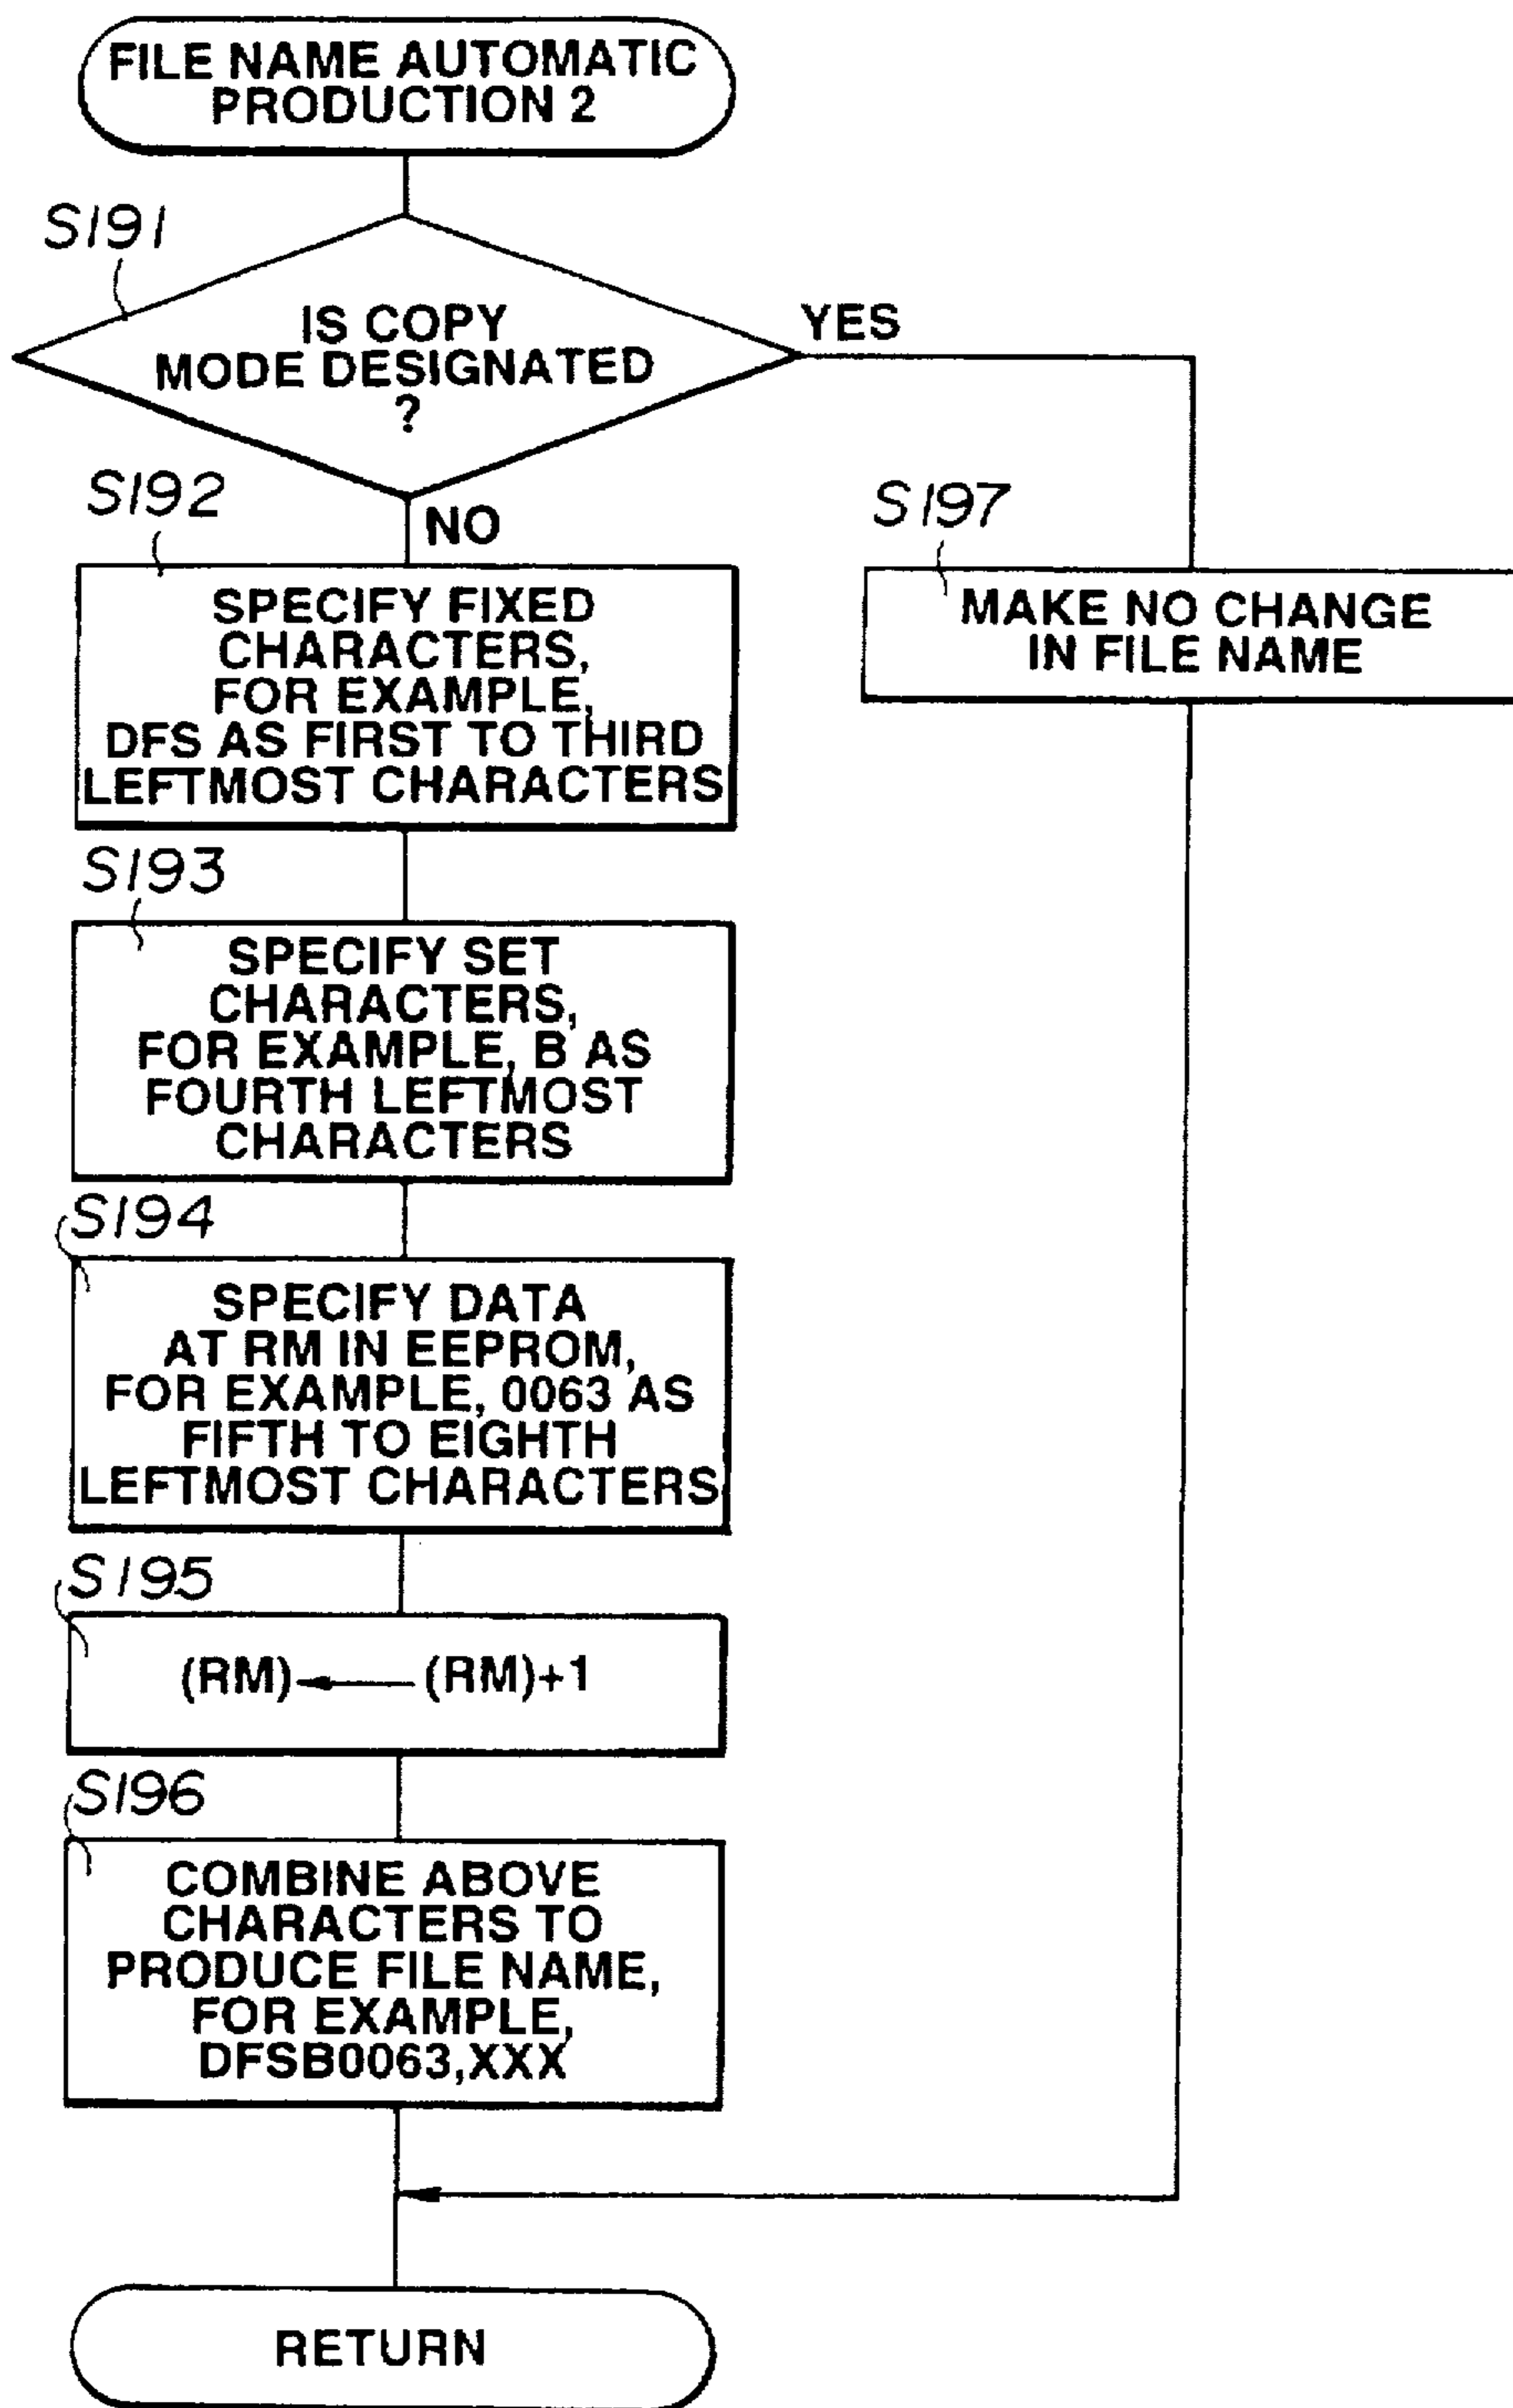 FILE NAME AUTOMATIC
PRODUCTION 2
S191
IS COPY
MODE DESIGNATED
?
YES
S192
NO
SPECIFY FIXED
CHARACTERS,
FOR EXAMPLE,
DFS AS FIRST TO THIRD
LEFTMOST CHARACTERS
S197
MAKE NO CHANGE
IN FILE NAME
S193
SPECIFY SET
CHARACTERS,
FOR EXAMPLE, B AS
FOURTH LEFTMOST
CHARACTERS
S194
SPECIFY DATA
AT RM IN EEPROM,
FOR EXAMPLE, 0063 AS
FIFTH TO EIGHTH
LEFTMOST CHARACTERS
S195
(RM) ← (RM)+1
S196
COMBINE ABOVE
CHARACTERS TO
PRODUCE FILE NAME,
FOR EXAMPLE,
DFSB0063,XXX
RETURN